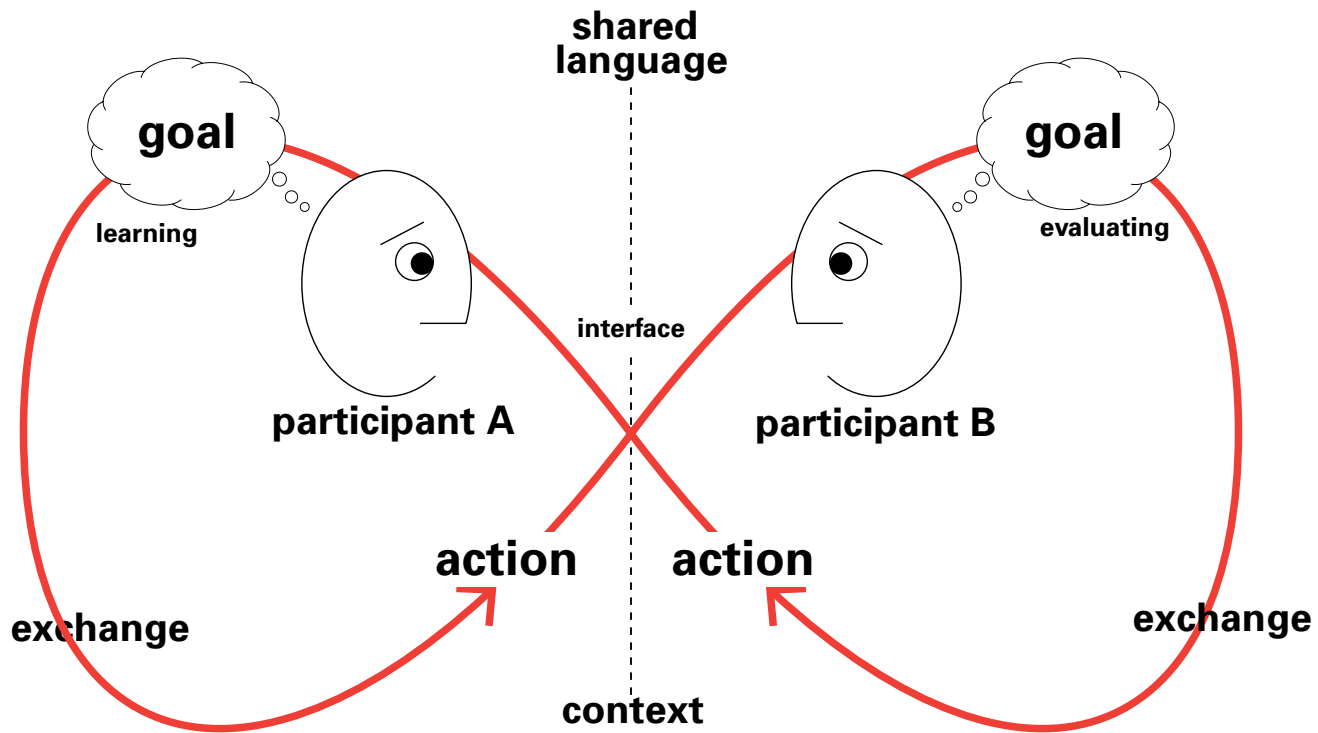 shared
language
goal
goal
learning
evaluating
interface
participant A
participant B
action
action
exchange
exchange
context